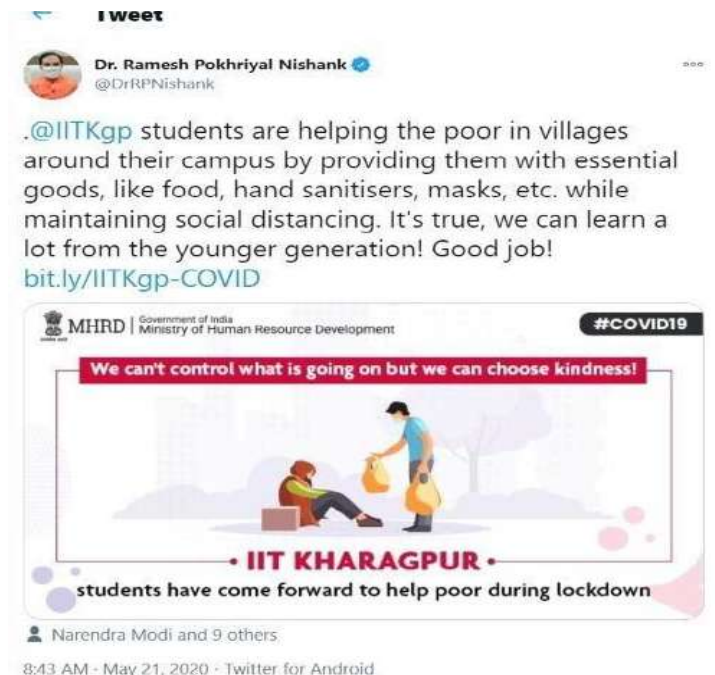 Tweet
Dr. Ramesh Pokhriyal Nishank
@DrRPNishank
.@IITKgp students are helping the poor in villages
around their campus by providing them with essential
goods, like food, hand sanitisers, masks, etc. while
maintaining social distancing. It's true, we can learn a
lot from the younger generation! Good job!
bit.ly/IITKgp-COVID
MHRD
Government of India
Ministry of Human Resource Development
#COVID19
We can't control what is going on but we can choose kindness!
• IIT KHARAGPUR •
students have come forward to help poor during lockdown
Narendra Modi and 9 others
8:43 AM · May 21, 2020 · Twitter for Android